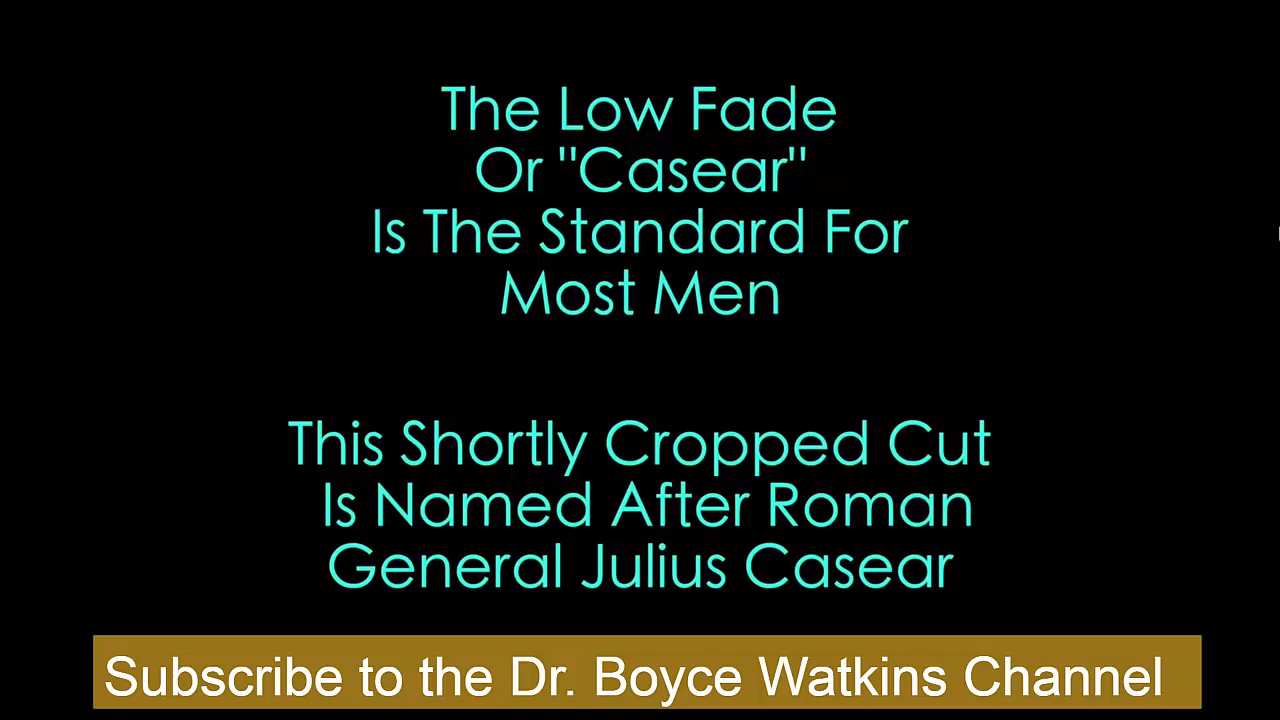 The Low Fade
Or "Casear"
Is The Standard For
Most Men
This Shortly Cropped Cut
Is Named After Roman
General Julius Casear
Subscribe to the Dr. Boyce Watkins Channel